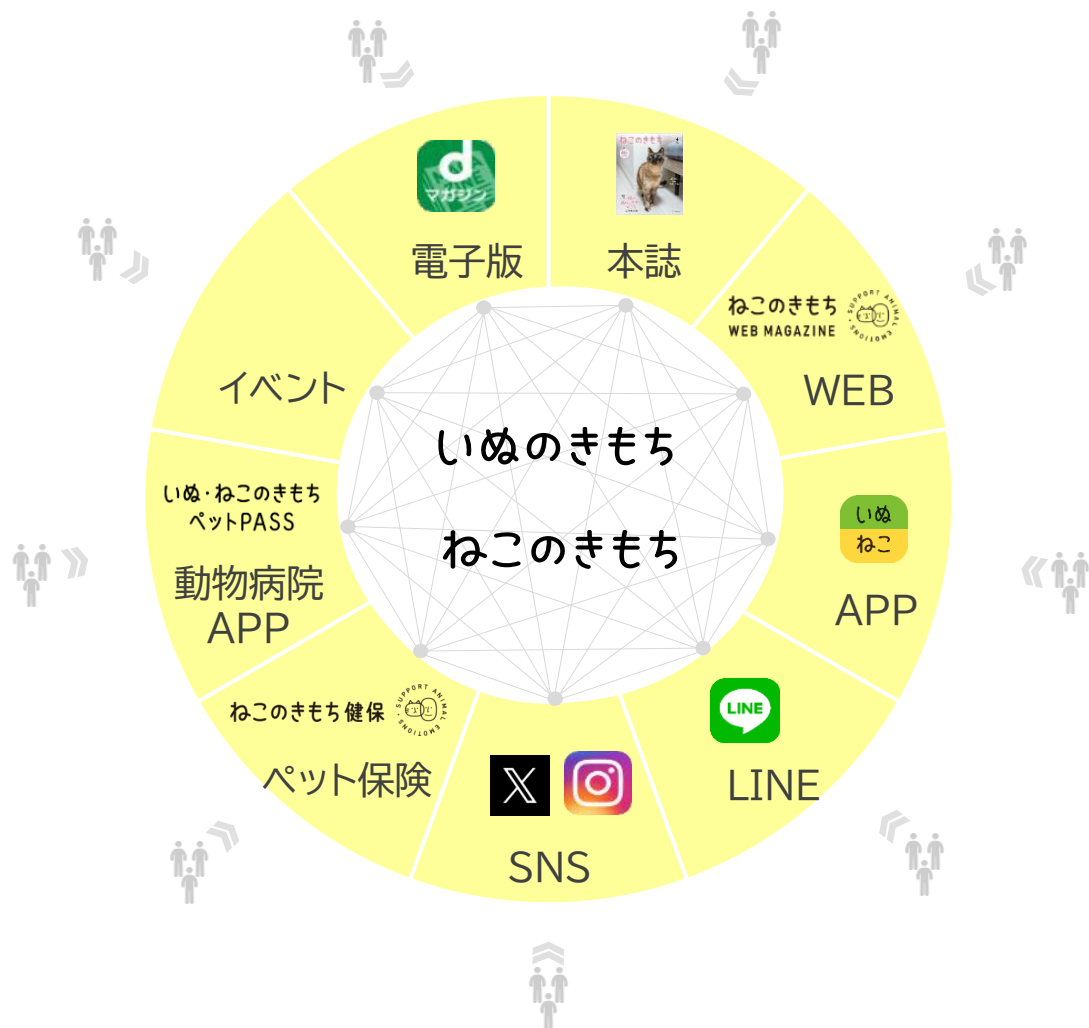 d
マガジン
電子版
ねこのきもち
本誌
ねこのきもち
WEB MAGAZINE
SUPPORT ANIMAL EMOTIONS
WEB
いぬ
ねこ
APP
LINE
LINE
SNS
ねこのきもち健保
SUPPORT ANIMAL EMOTIONS
ペット保険
いぬ・ねこのきもち
ペットPASS
動物病院
APP
イベント
いぬのきもち
ねこのきもち